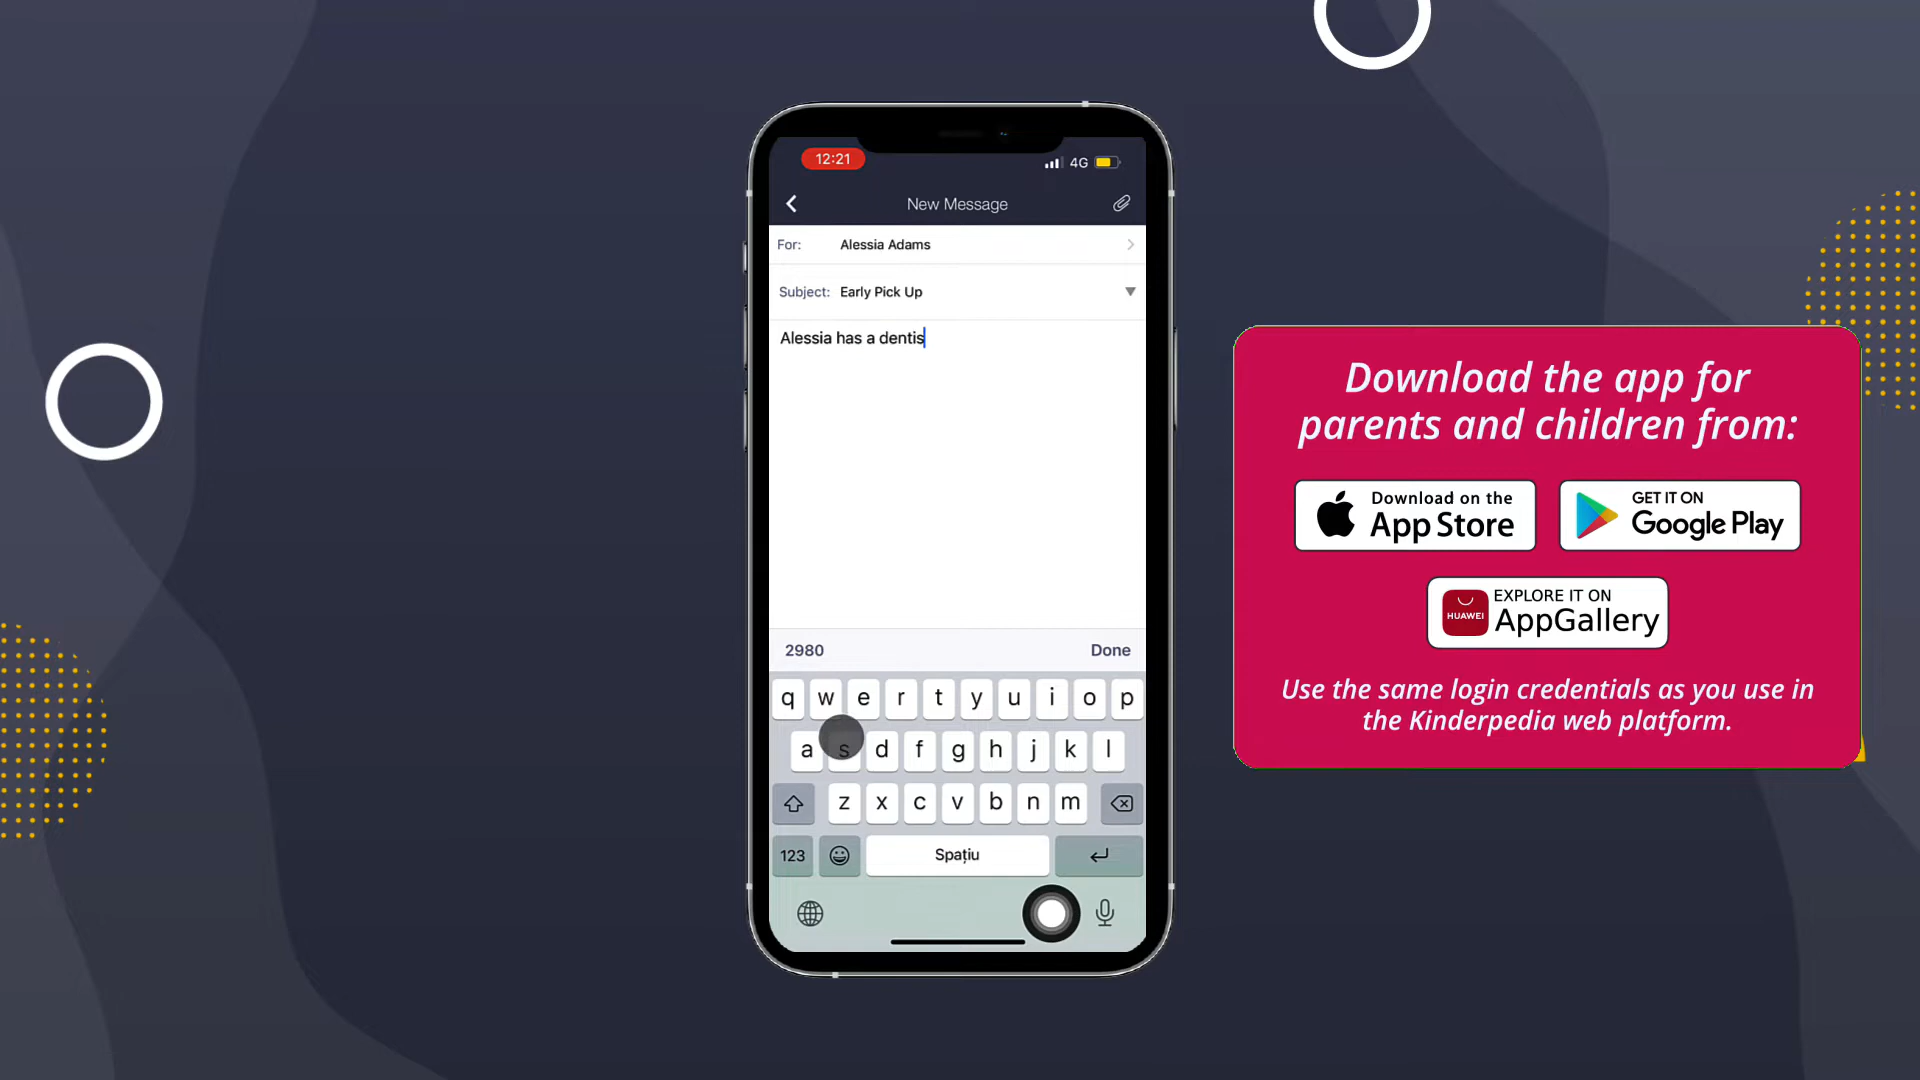 12:21
4G
New Message
For: Alessia Adams
Subject: Early Pick Up
Alessia has a dentis
2980 Done
q w e r t y u i o p
a s d f g h j k l
z x c v b n m
123 Spațiu
Download the app for
parents and children from:
Download on the
App Store
GET IT ON
Google Play
HUAWEI
EXPLORE IT ON
AppGallery
Use the same login credentials as you use in
the Kinderpedia web platform.